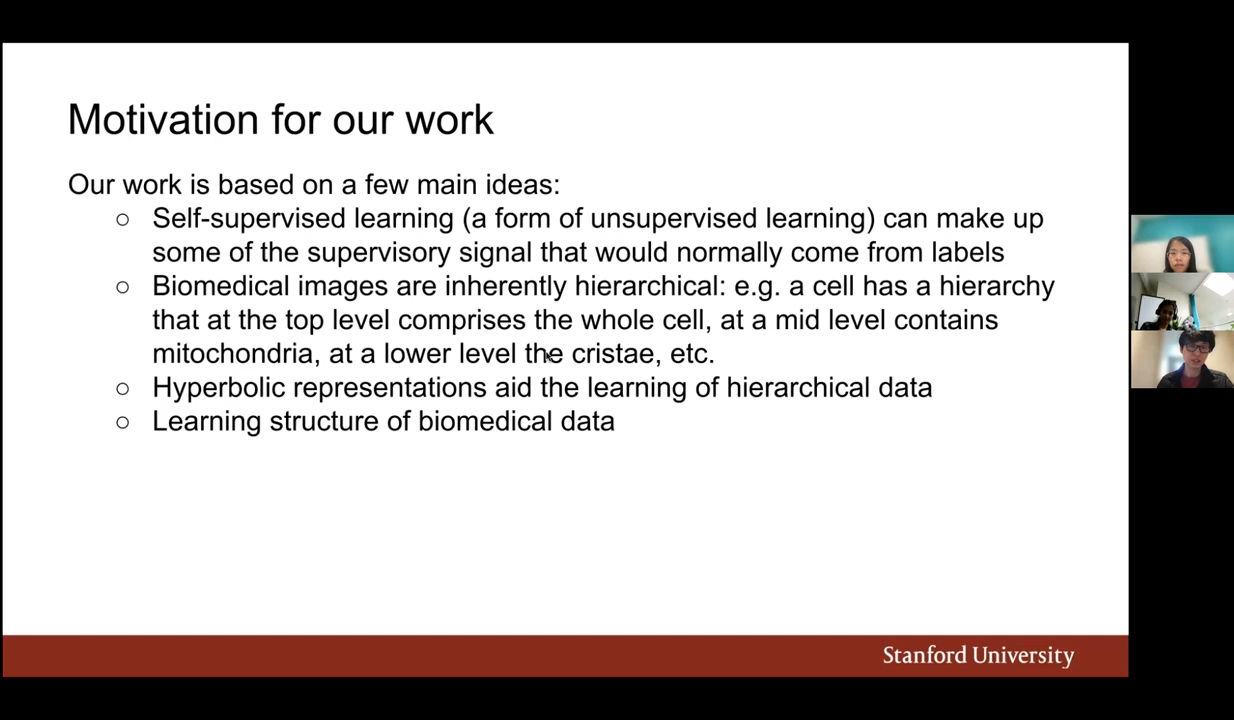 Motivation for our work
Our work is based on a few main ideas:
○ Self-supervised learning (a form of unsupervised learning) can make up
some of the supervisory signal that would normally come from labels
○ Biomedical images are inherently hierarchical: e.g. a cell has a hierarchy
that at the top level comprises the whole cell, at a mid level contains
mitochondria, at a lower level the cristae, etc.
○ Hyperbolic representations aid the learning of hierarchical data
○ Learning structure of biomedical data
Stanford University